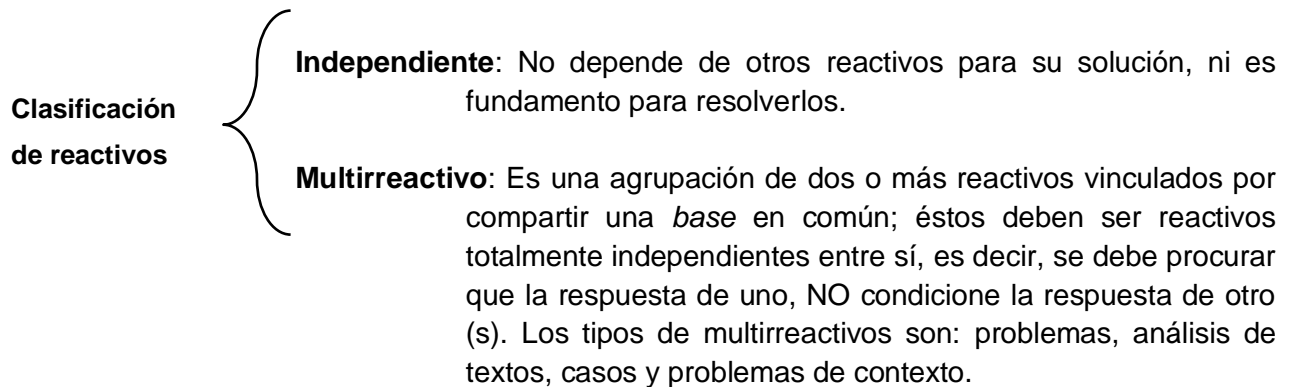 Clasificación
de reactivos
Independiente: No depende de otros reactivos para su solución, ni es
fundamento para resolverlos.
Multirreactivo: Es una agrupación de dos o más reactivos vinculados por
compartir una base en común; éstos deben ser reactivos
totalmente independientes entre sí, es decir, se debe procurar
que la respuesta de uno, NO condicione la respuesta de otro
(s). Los tipos de multirreactivos son: problemas, análisis de
textos, casos y problemas de contexto.